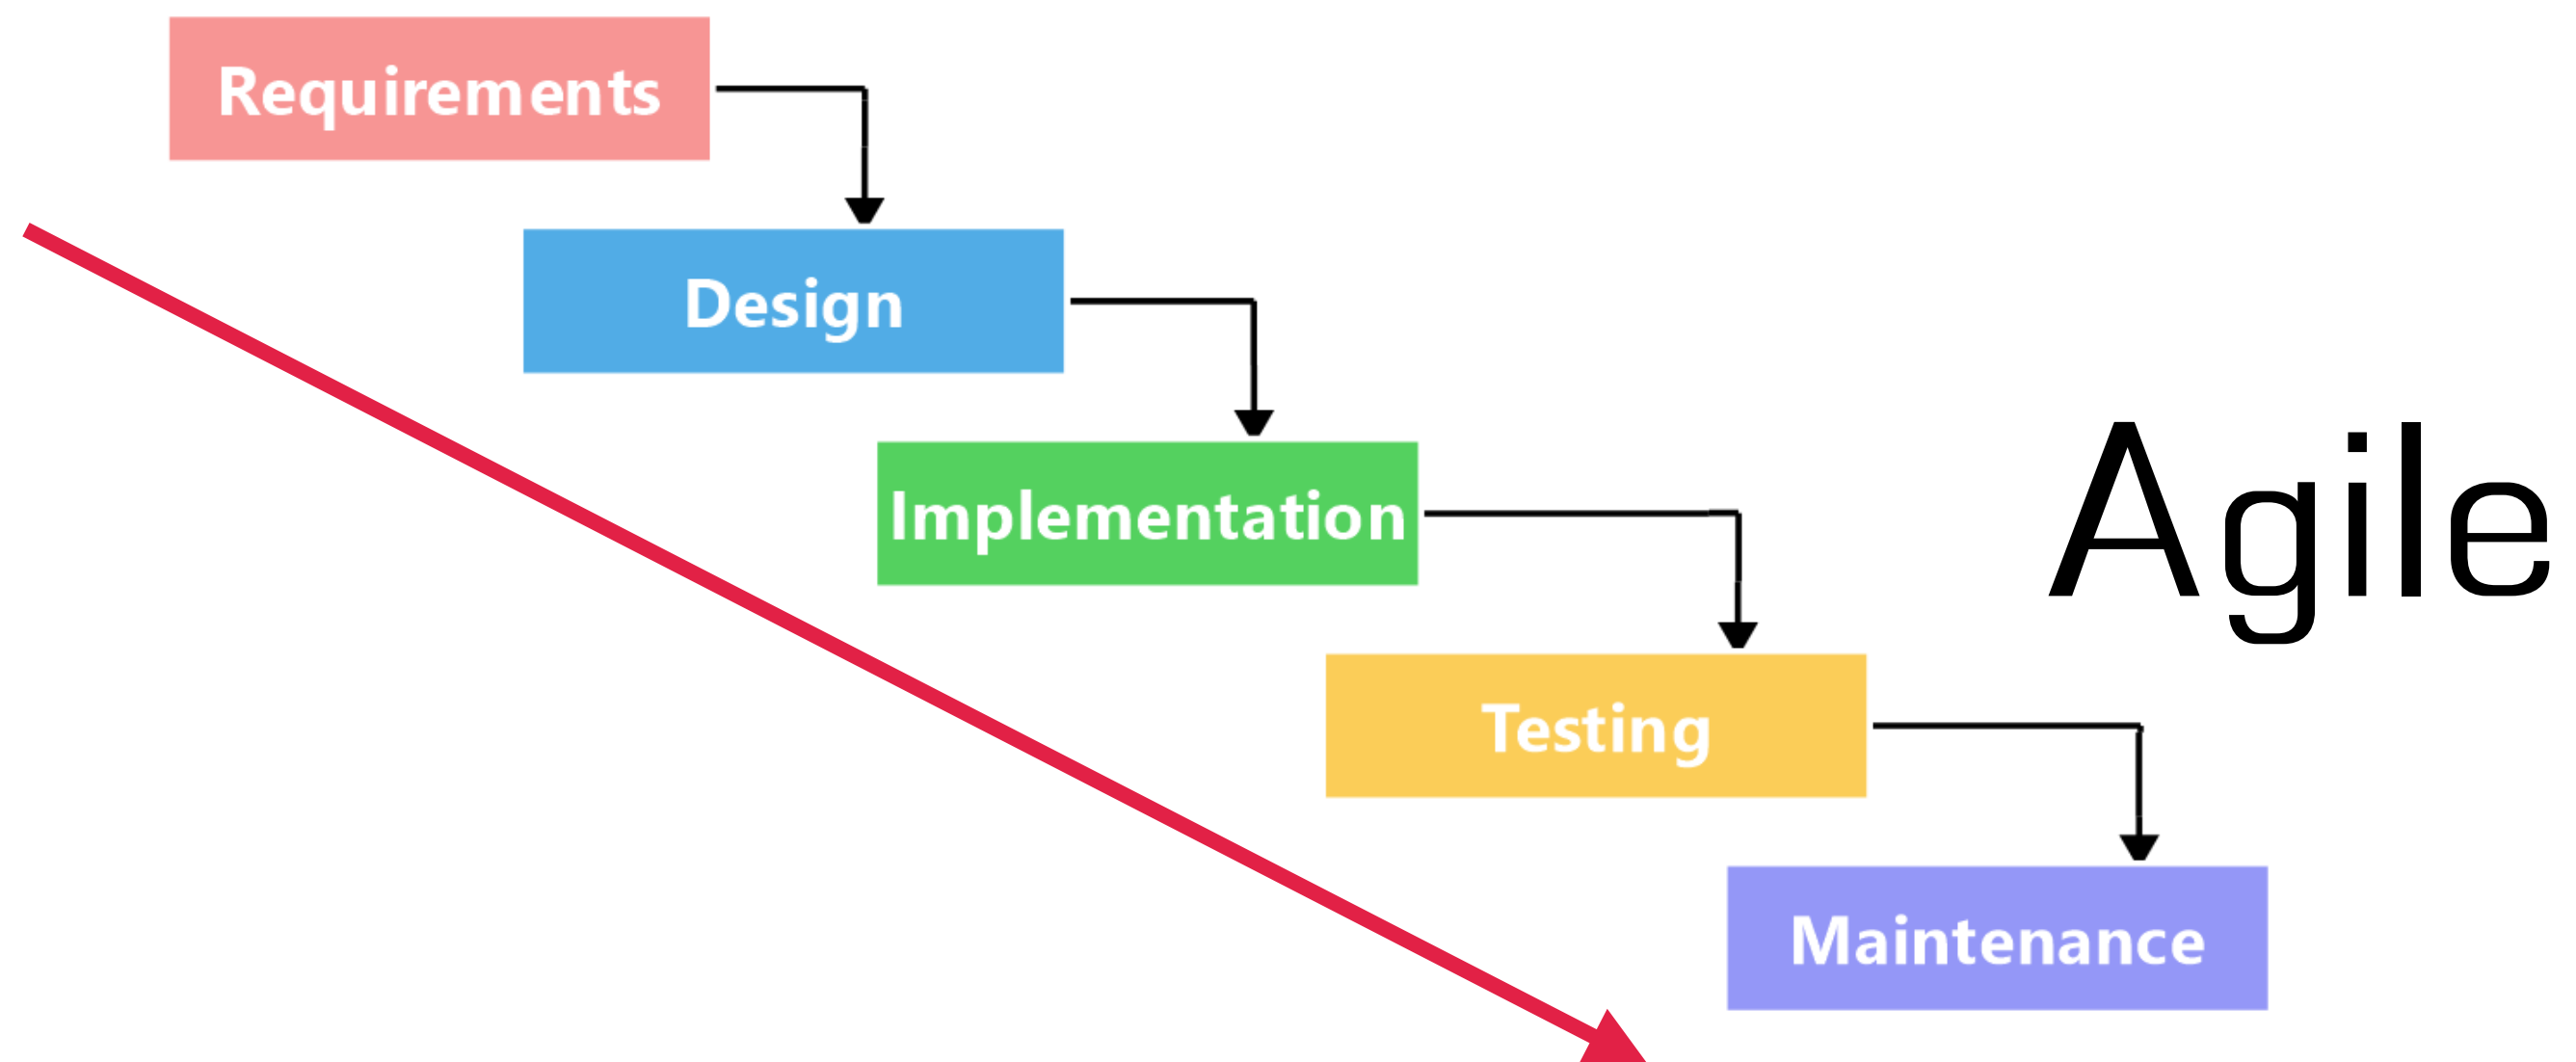 Requirements
Design
Implementation
Agile
Testing
Maintenance